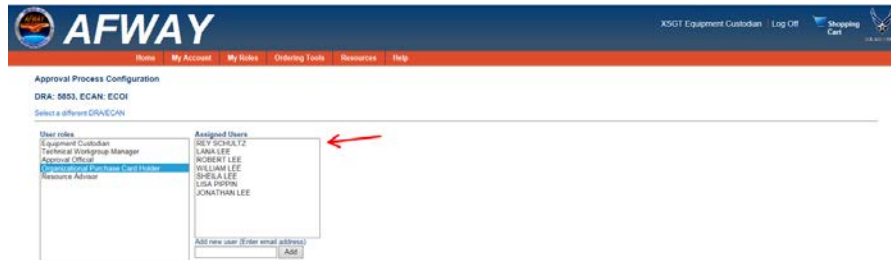 AFWAY
XSGT Equipment Custodian | Log Off Shopping Cart
Home My Account My Roles Ordering Tools Resources Help
Approval Process Configuration
DRA: 5853, ECAN: ECOI
Select a different DRA/ECAN
User roles
Equipment Custodian
Technical Workgroup Manager
Approval Official
Organizational Purchase Card Holder
Resource Advisor
Assigned Users
REY SCHULTZ
LANA LEE
ROBERT LEE
WILLIAM LEE
SHEILA LEE
LISA PIPPIN
JONATHAN LEE
Add new user (Enter email address)
Add